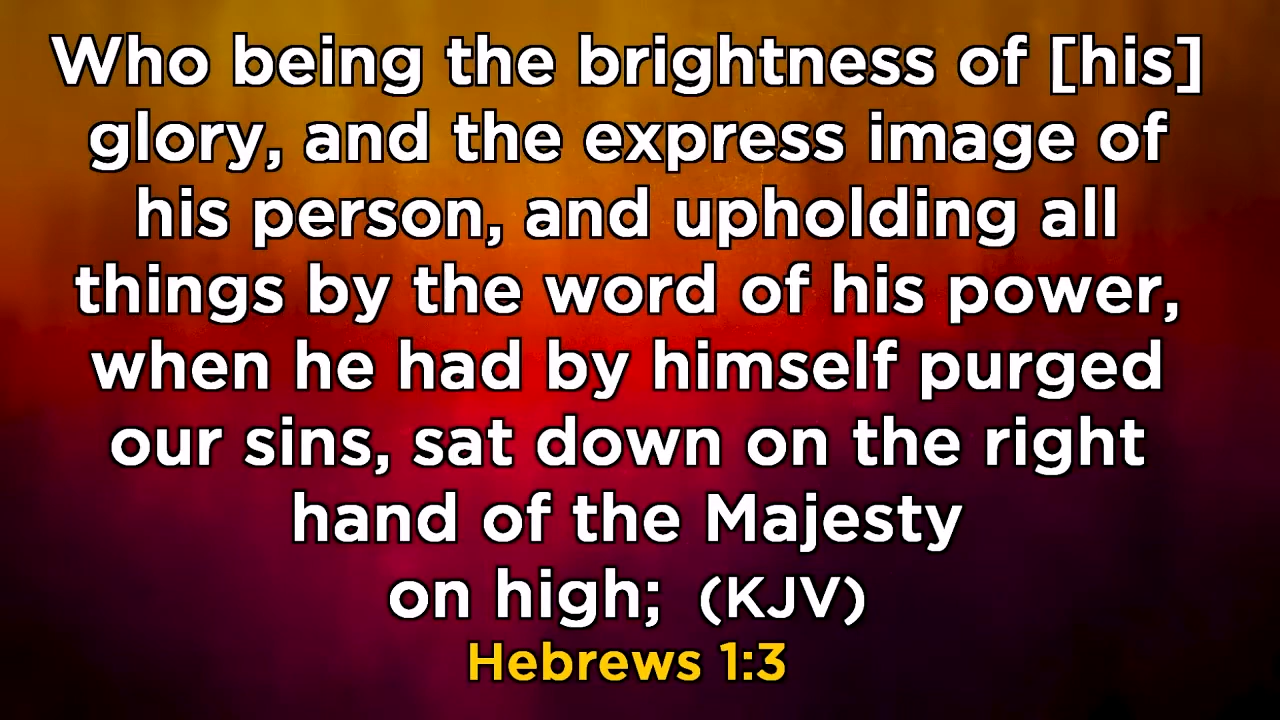 Who being the brightness of [his]
glory, and the express image of
his person, and upholding all
things by the word of his power,
when he had by himself purged
our sins, sat down on the right
hand of the Majesty
on high; (KJV)
Hebrews 1:3